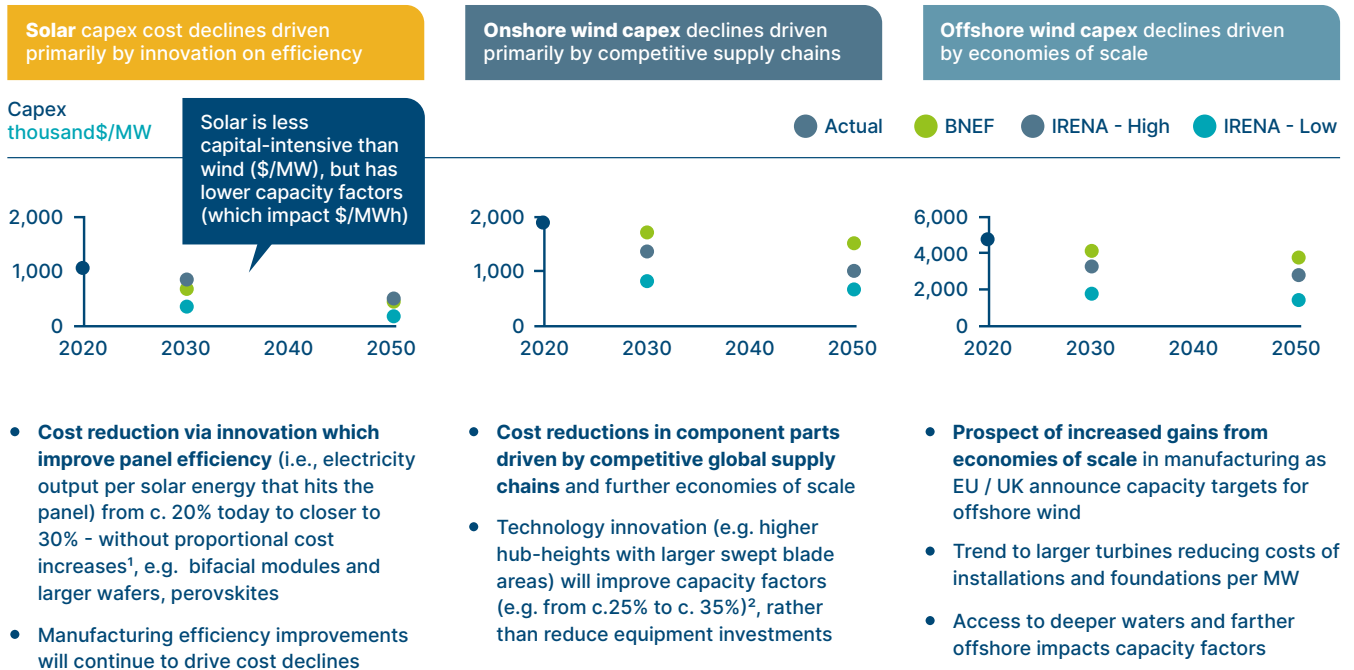 Solar capex cost declines driven
primarily by innovation on efficiency
Onshore wind capex declines driven
primarily by competitive supply chains
Offshore wind capex declines driven
by economies of scale
Capex
thousand$/MW
Solar is less
capital-intensive than
wind ($/MW), but has
lower capacity factors
(which impact $/MWh)
Actual
BNEF
IRENA - High
IRENA - Low
2,000
1,000
0
2020
2030
2040
2050
2,000
1,000
0
2020
2030
2040
2050
6,000
4,000
2,000
0
2020
2030
2040
2050
• Cost reduction via innovation which
improve panel efficiency (i.e., electricity
output per solar energy that hits the
panel) from c. 20% today to closer to
30% - without proportional cost
increases¹, e.g. bifacial modules and
larger wafers, perovskites
• Manufacturing efficiency improvements
will continue to drive cost declines
• Cost reductions in component parts
driven by competitive global supply
chains and further economies of scale
• Technology innovation (e.g. higher
hub-heights with larger swept blade
areas) will improve capacity factors
(e.g. from c.25% to c. 35%)², rather
than reduce equipment investments
• Prospect of increased gains from
economies of scale in manufacturing as
EU / UK announce capacity targets for
offshore wind
• Trend to larger turbines reducing costs of
installations and foundations per MW
• Access to deeper waters and farther
offshore impacts capacity factors